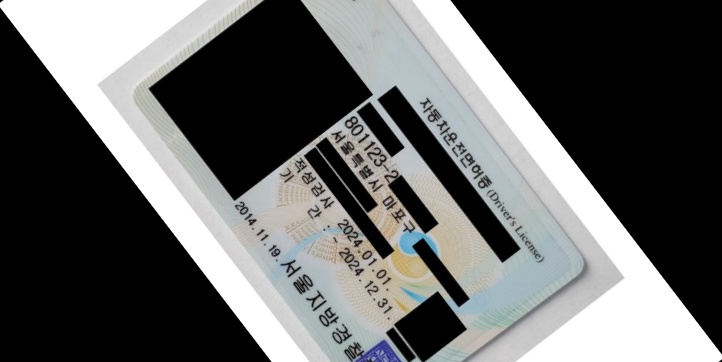 자동차운전면허증 (Driver's License)
801123-2
서울특별시 마포구
적성검사 2024.01.01.
기 간 : ~ 2024.12.31.
2014.11.19.
서울지방경찰